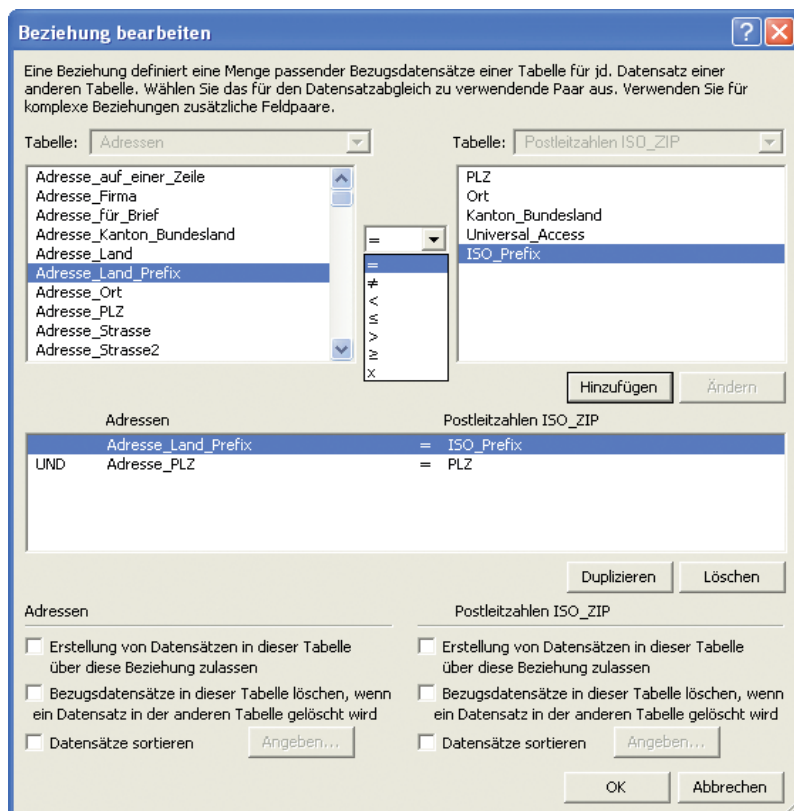 Beziehung bearbeiten
Eine Beziehung definiert eine Menge passender Bezugsdatensätze einer Tabelle für jd. Datensatz einer
anderen Tabelle. Wählen Sie das für den Datensatzabgleich zu verwendende Paar aus. Verwenden Sie für
komplexe Beziehungen zusätzliche Feldpaare.
Tabelle: Adressen
Tabelle: Postleitzahlen ISO_ZIP
Adresse_auf_einer_Zeile
Adresse_Firma
Adresse_für_Brief
Adresse_Kanton_Bundesland
Adresse_Land
Adresse_Land_Prefix
Adresse_Ort
Adresse_PLZ
Adresse_Strasse
Adresse_Strasse2
=
=
≠
<
≤
>
≥
x
PLZ
Ort
Kanton_Bundesland
Universal_Access
ISO_Prefix
Hinzufügen Ändern
Adressen Postleitzahlen ISO_ZIP
Adresse_Land_Prefix = ISO_Prefix
UND Adresse_PLZ = PLZ
Duplizieren Löschen
Adressen
Erstellung von Datensätzen in dieser Tabelle
über diese Beziehung zulassen
Bezugsdatensätze in dieser Tabelle löschen, wenn
ein Datensatz in der anderen Tabelle gelöscht wird
Datensätze sortieren Angeben...
Postleitzahlen ISO_ZIP
Erstellung von Datensätzen in dieser Tabelle
über diese Beziehung zulassen
Bezugsdatensätze in dieser Tabelle löschen, wenn
ein Datensatz in der anderen Tabelle gelöscht wird
Datensätze sortieren Angeben...
OK Abbrechen